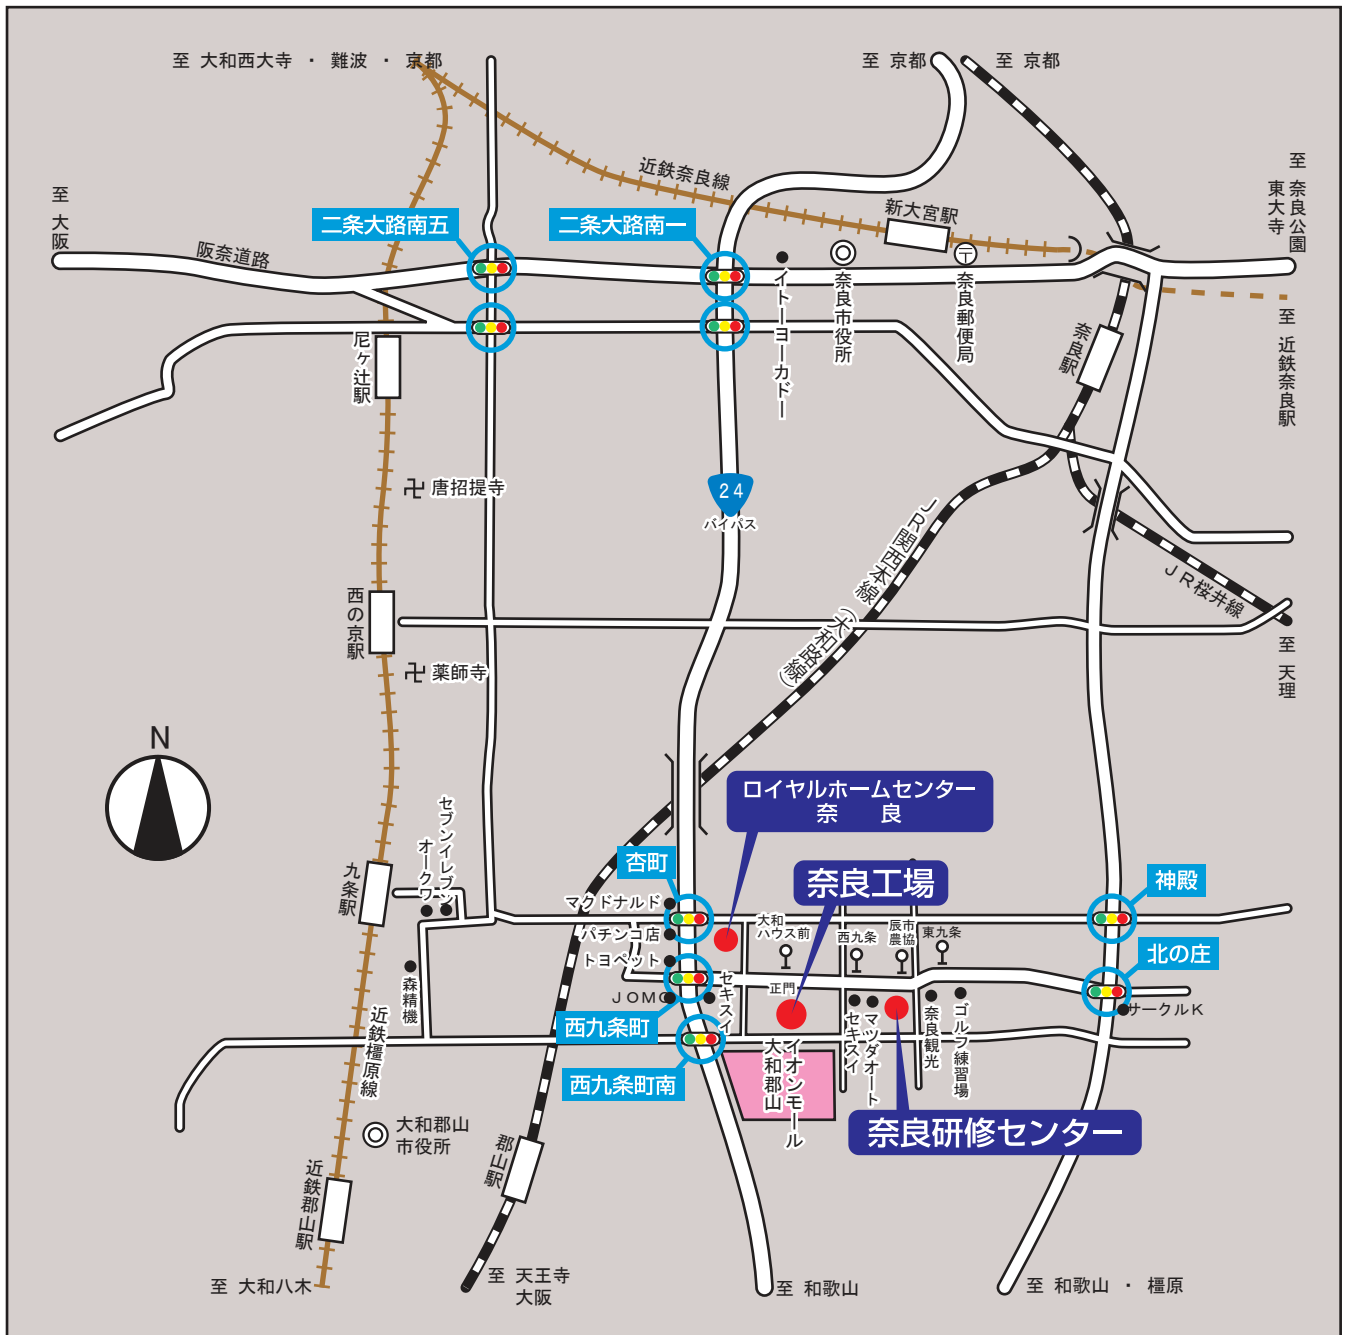 至 大和西大寺 ・ 難波 ・ 京都
至 京都
至 京都
近鉄奈良線
至 奈良公園
東大寺
至 大阪
二条大路南五
二条大路南一
新大宮駅
阪奈道路
イトーヨーカドー
奈良市役所
〒
奈良郵便局
至 近鉄奈良駅
奈良駅
尼ヶ辻駅
卍 唐招提寺
24
バイパス
JR関西本線
(大和路線)
JR桜井線
西の京駅
至 天理
卍 薬師寺
N
ロイヤルホームセンター
奈 良
セブンイレブン
オークワ
九条駅
杏町
奈良工場
神殿
マクドナルド
パチンコ店
トヨペット
JOMO
セキスイ
大和
ハウス前
西九条
辰市
農協
東九条
北の庄
正門
サークルK
森精機
西九条町
セキスイ
マツダオート
奈良観光
ゴルフ練習場
近鉄橿原線
西九条町南
イオンモール
大和郡山
奈良研修センター
大和郡山
市役所
郡山駅
近鉄郡山駅
至 大和八木
至 天王寺
大阪
至 和歌山
至 和歌山 ・ 橿原